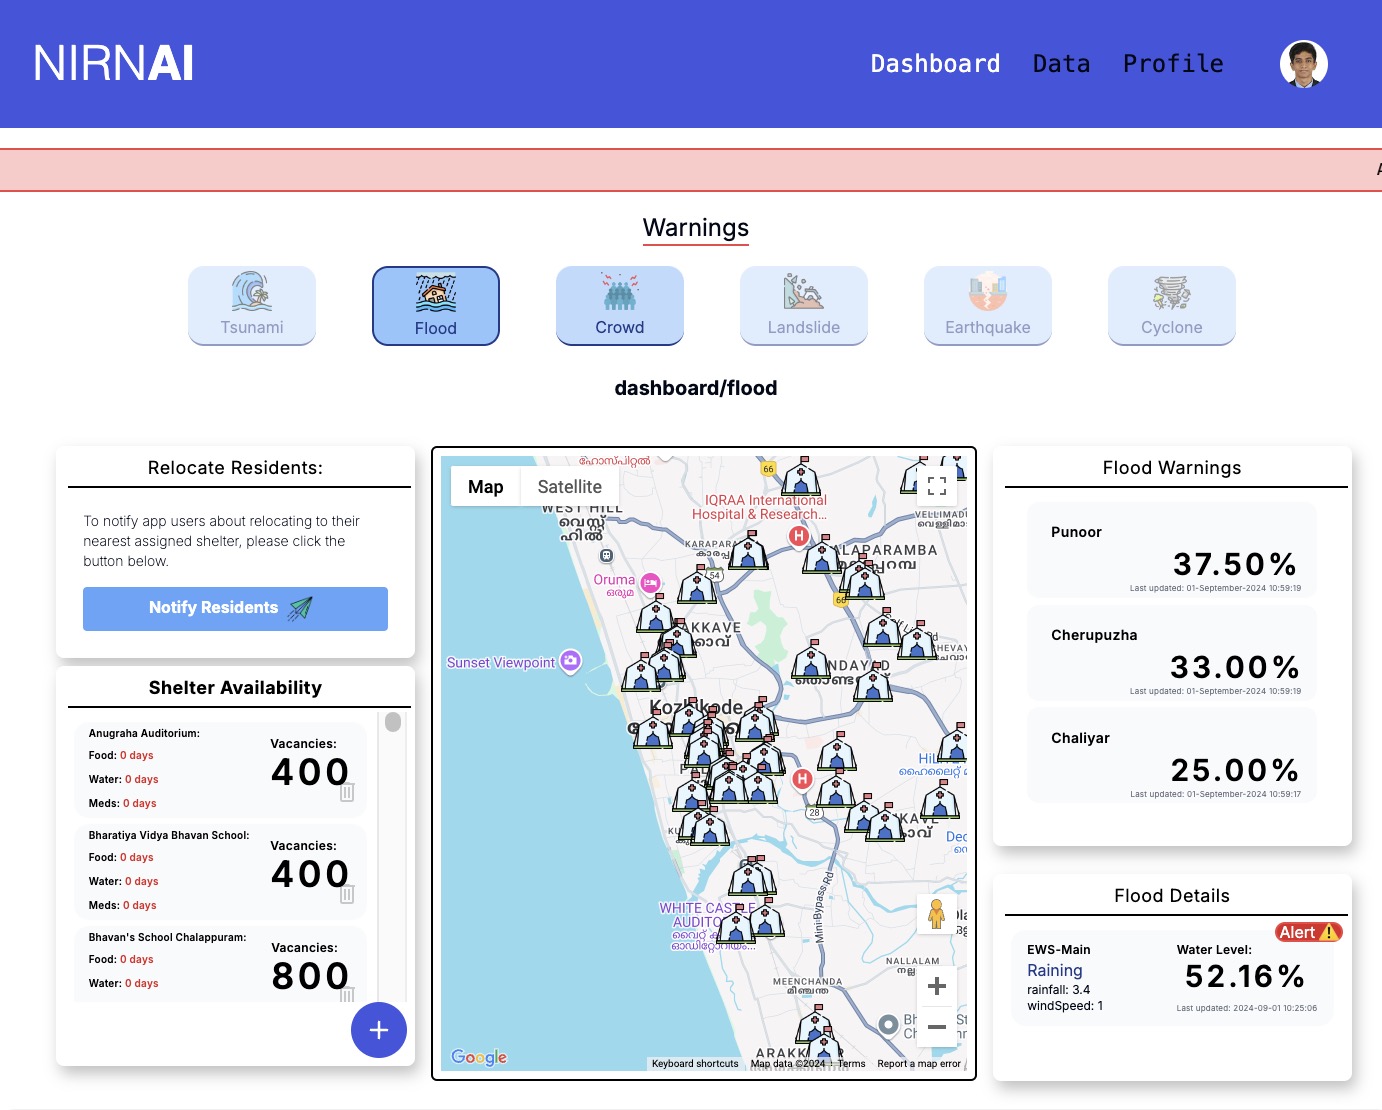 NIRNAI
Dashboard
Data
Profile
Warnings
Tsunami
Flood
Crowd
Landslide
Earthquake
Cyclone
dashboard/flood
Relocate Residents:
To notify app users about relocating to their
nearest assigned shelter, please click the
button below.
Notify Residents
Shelter Availability
Anugraha Auditorium:
Food: 0 days
Water: 0 days
Meds: 0 days
Vacancies:
400
Bharatiya Vidya Bhavan School:
Food: 0 days
Water: 0 days
Meds: 0 days
Vacancies:
400
Bhavan's School Chalappuram:
Food: 0 days
Water: 0 days
Vacancies:
800
+
Map
Satellite
ഹോസ്പിറ്റൽ
66
IQRAA International
Hospital & Research...
WEST HILL
വെസ്റ്റ്
ഹിൽ
H
54
66
Oruma
ഒരുമ
Sunset Viewpoint
Kozhikode
H
28
HiL
ഹൈലൈറ്റ് മ
WHITE CASTLE
Mini Bypass Rd
NALLALAM
MEENCHANDA
മീഞ്ചന്ത
Google
Keyboard shortcuts
Map data ©2024
Terms
Report a map error
Flood Warnings
Punoor
37.50%
Last updated: 01-September-2024 10:59:19
Cherupuzha
33.00%
Last updated: 01-September-2024 10:59:19
Chaliyar
25.00%
Last updated: 01-September-2024 10:59:17
Flood Details
Alert
EWS-Main
Raining
rainfall: 3.4
windSpeed: 1
Water Level:
52.16%
Last updated: 2024-09-01 10:25:06